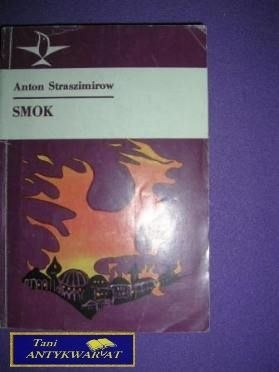 Anton Straszimirow
SMOK
Tani
ANTYKWARIAT